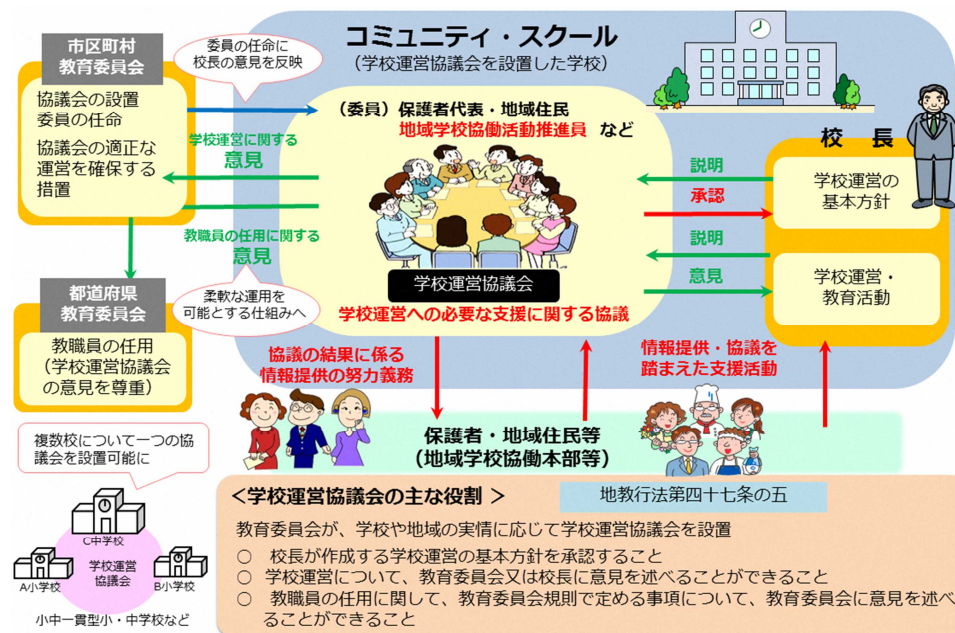 コミュニティ・スクール
（学校運営協議会を設置した学校）
市区町村
教育委員会
協議会の設置
委員の任命
協議会の適正な
運営を確保する
措置
委員の任命に
校長の意見を反映
学校運営に関する
意見
教職員の任用に関する
意見
柔軟な運用を
可能とする仕組みへ
都道府県
教育委員会
教職員の任用
（学校運営協議会
の意見を尊重）
（委員）保護者代表・地域住民
地域学校協働活動推進員 など
学校運営協議会
学校運営への必要な支援に関する協議
説明
承認
説明
意見
校 長
学校運営の
基本方針
学校運営・
教育活動
協議の結果に係る
情報提供の努力義務
情報提供・協議を
踏まえた支援活動
保護者・地域住民等
（地域学校協働本部等）
複数校について一つの協
議会を設置可能に
C中学校
学校運営
協議会
A小学校
B小学校
小中一貫型小・中学校など
＜学校運営協議会の主な役割 ＞
地教行法第四十七条の五
教育委員会が、学校や地域の実情に応じて学校運営協議会を設置
○ 校長が作成する学校運営の基本方針を承認すること
○ 学校運営について、教育委員会又は校長に意見を述べることができること
○ 教職員の任用に関して、教育委員会規則で定める事項について、教育委員会に意見を述べ
ることができること